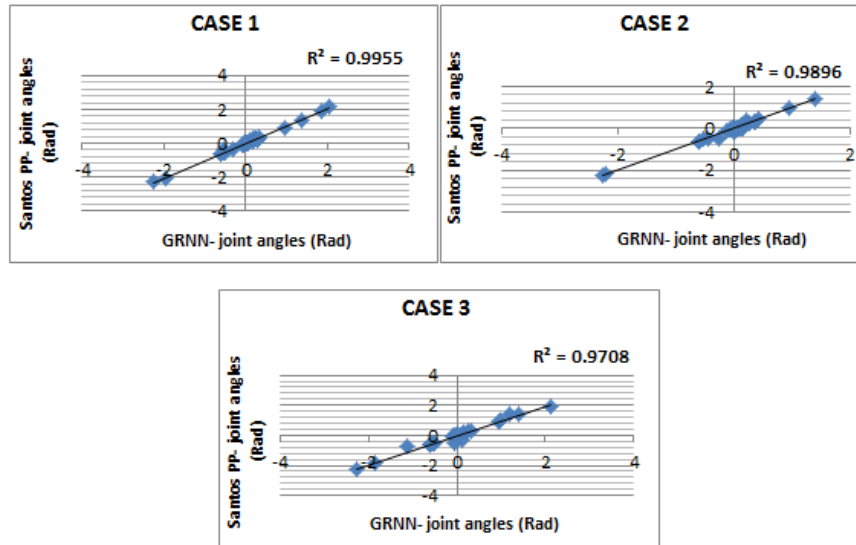 CASE 1
R² = 0.9955
Santos PP- joint angles
(Rad)
4
2
0
-4
-2
0
2
4
-2
-4
GRNN- joint angles (Rad)
CASE 2
R² = 0.9896
Santos PP- joint angles
(Rad)
2
0
-4
-2
0
2
-2
-4
GRNN- joint angles (Rad)
CASE 3
R² = 0.9708
Santos PP- joint angles
(Rad)
4
2
0
-4
-2
0
2
4
-2
-4
GRNN- joint angles (Rad)